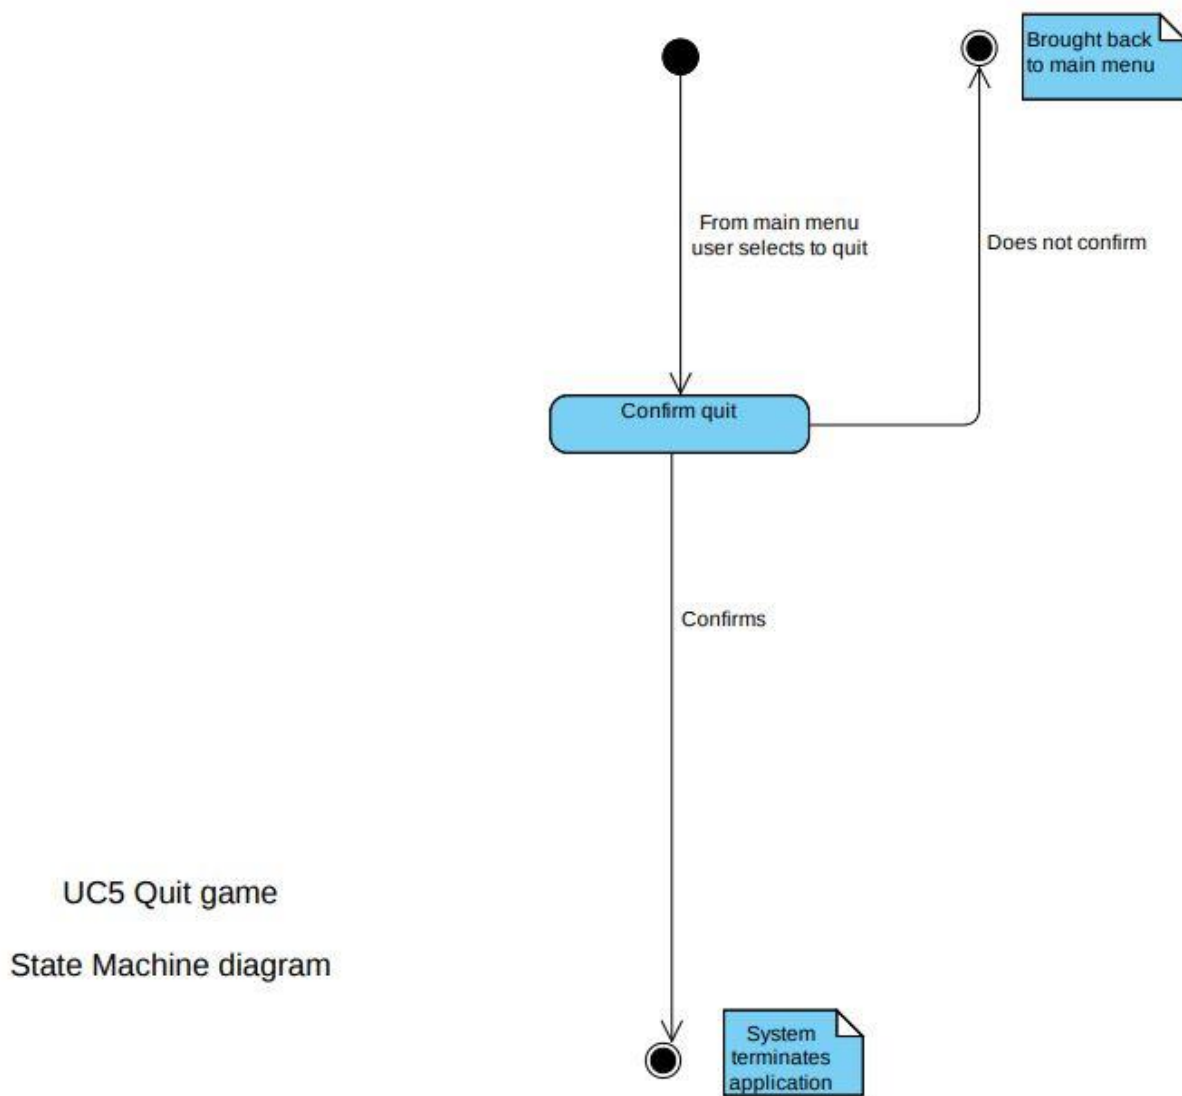 Brought back
to main menu
From main menu
user selects to quit
Does not confirm
Confirm quit
Confirms
UC5 Quit game
State Machine diagram
System
terminates
application